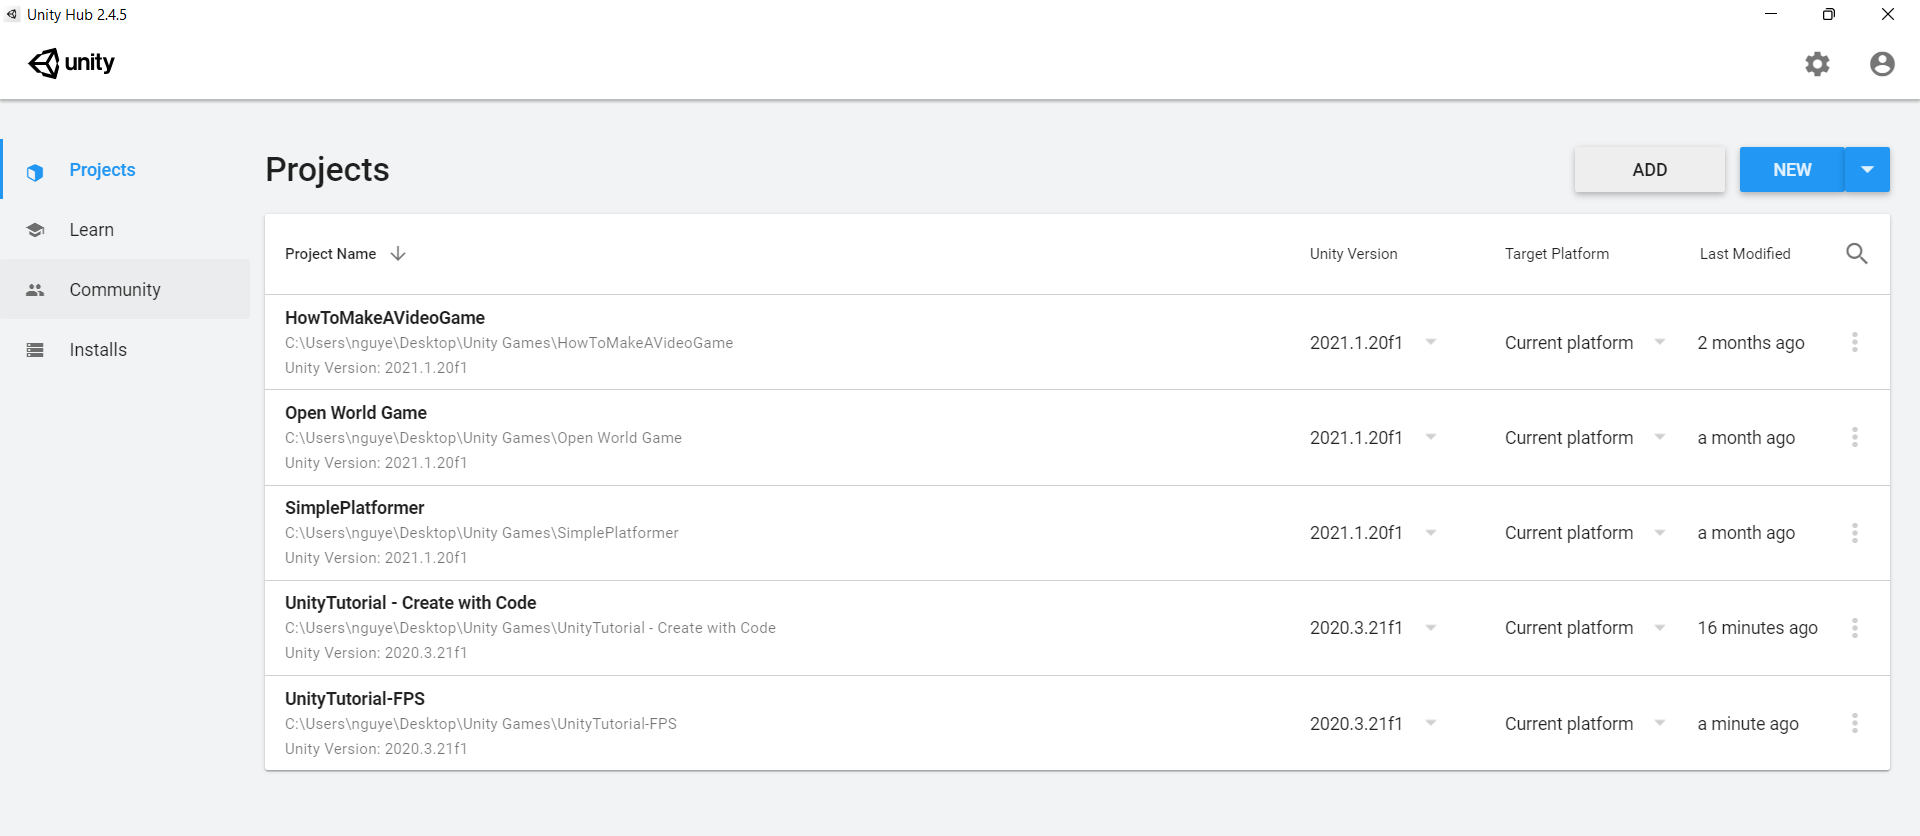 Unity Hub 2.4.5
unity
Projects
Learn
Community
Installs
Projects
ADD
NEW
Project Name Unity Version Target Platform Last Modified
HowToMakeAVideoGame
C:\Users\nguye\Desktop\Unity Games\HowToMakeAVideoGame
Unity Version: 2021.1.20f1
2021.1.20f1 Current platform 2 months ago
Open World Game
C:\Users\nguye\Desktop\Unity Games\Open World Game
Unity Version: 2021.1.20f1
2021.1.20f1 Current platform a month ago
SimplePlatformer
C:\Users\nguye\Desktop\Unity Games\SimplePlatformer
Unity Version: 2021.1.20f1
2021.1.20f1 Current platform a month ago
UnityTutorial - Create with Code
C:\Users\nguye\Desktop\Unity Games\UnityTutorial - Create with Code
Unity Version: 2020.3.21f1
2020.3.21f1 Current platform 16 minutes ago
UnityTutorial-FPS
C:\Users\nguye\Desktop\Unity Games\UnityTutorial-FPS
Unity Version: 2020.3.21f1
2020.3.21f1 Current platform a minute ago